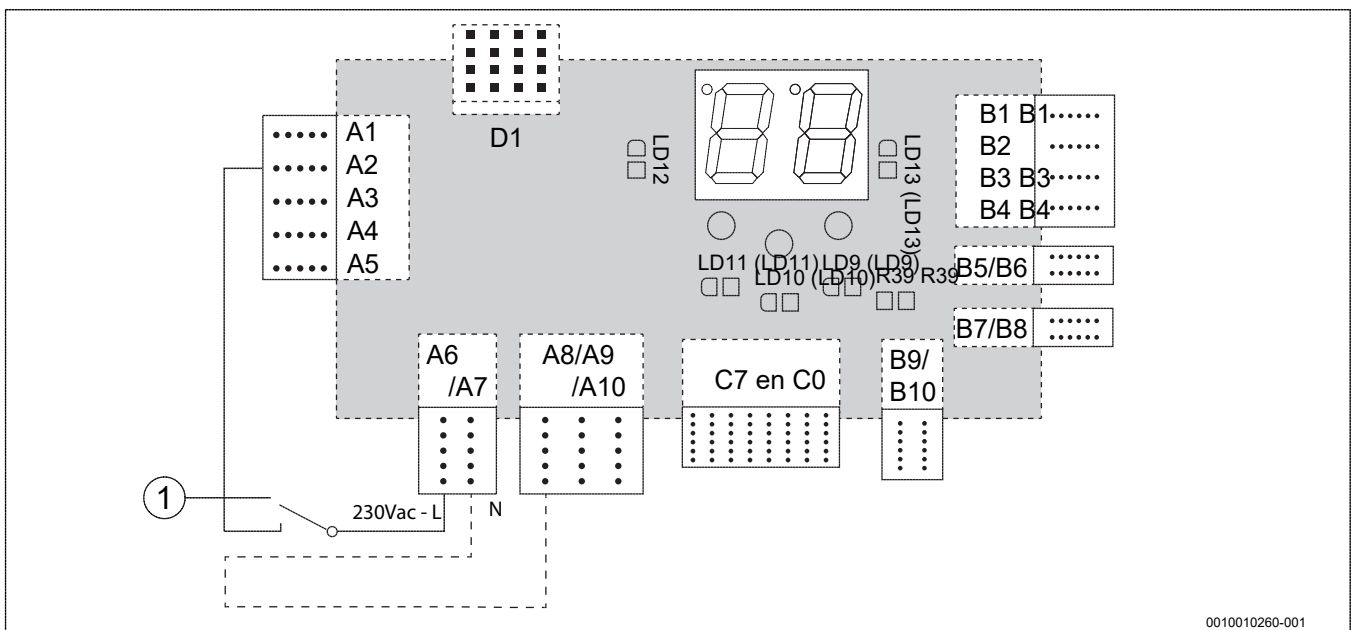 D1
A1
A2
A3
A4
A5
LD12
LD13 (LD13)
B1 B1
B2
B3 B3
B4 B4
LD11 (LD11)
LD9 (LD9)
LD10 (LD10)
R39 R39
B5/B6
B7/B8
A6
/A7
A8/A9
/A10
C7 en C0
B9/
B10
1
230Vac - L
N
0010010260-001